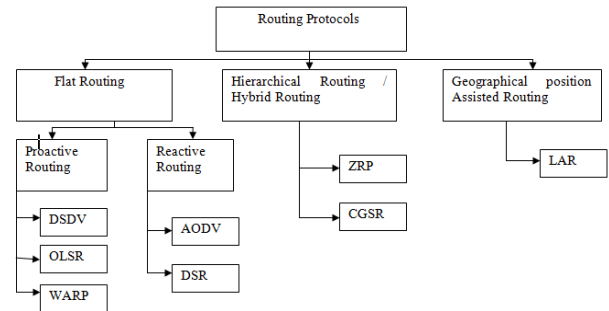 Routing Protocols
Flat Routing
Hierarchical Routing /
Hybrid Routing
Geographical position
Assisted Routing
Proactive
Routing
Reactive
Routing
ZRP
LAR
DSDV
AODV
CGSR
OLSR
DSR
WARP